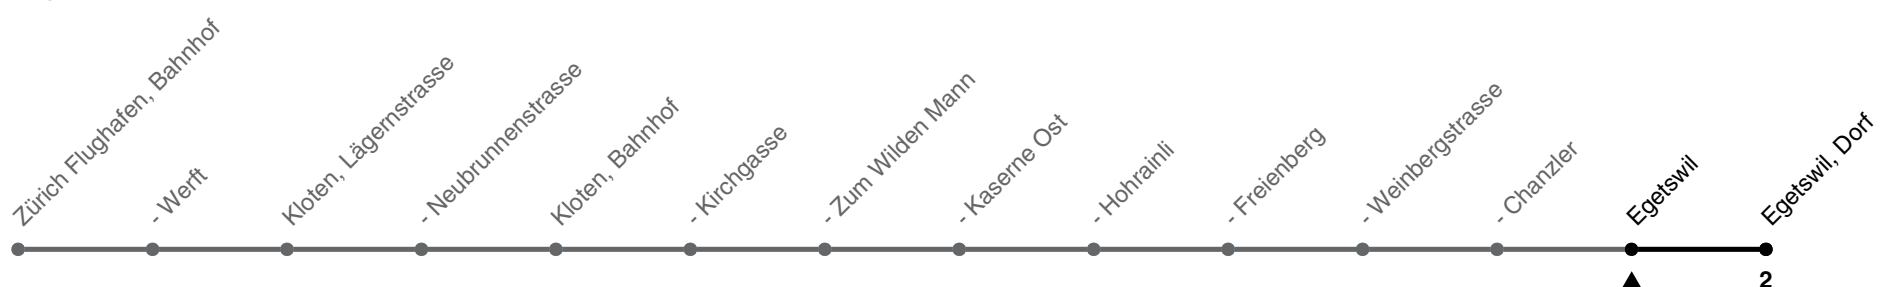 Zürich Flughafen, Bahnhof
- Werft
Kloten, Lägernstrasse
- Neubrunnenstrasse
Kloten, Bahnhof
- Kirchgasse
- Zum Wilden Mann
- Kaserne Ost
- Hohrainli
- Freienberg
- Weinbergstrasse
- Chanzler
Egetswil
Egetswil, Dorf
2